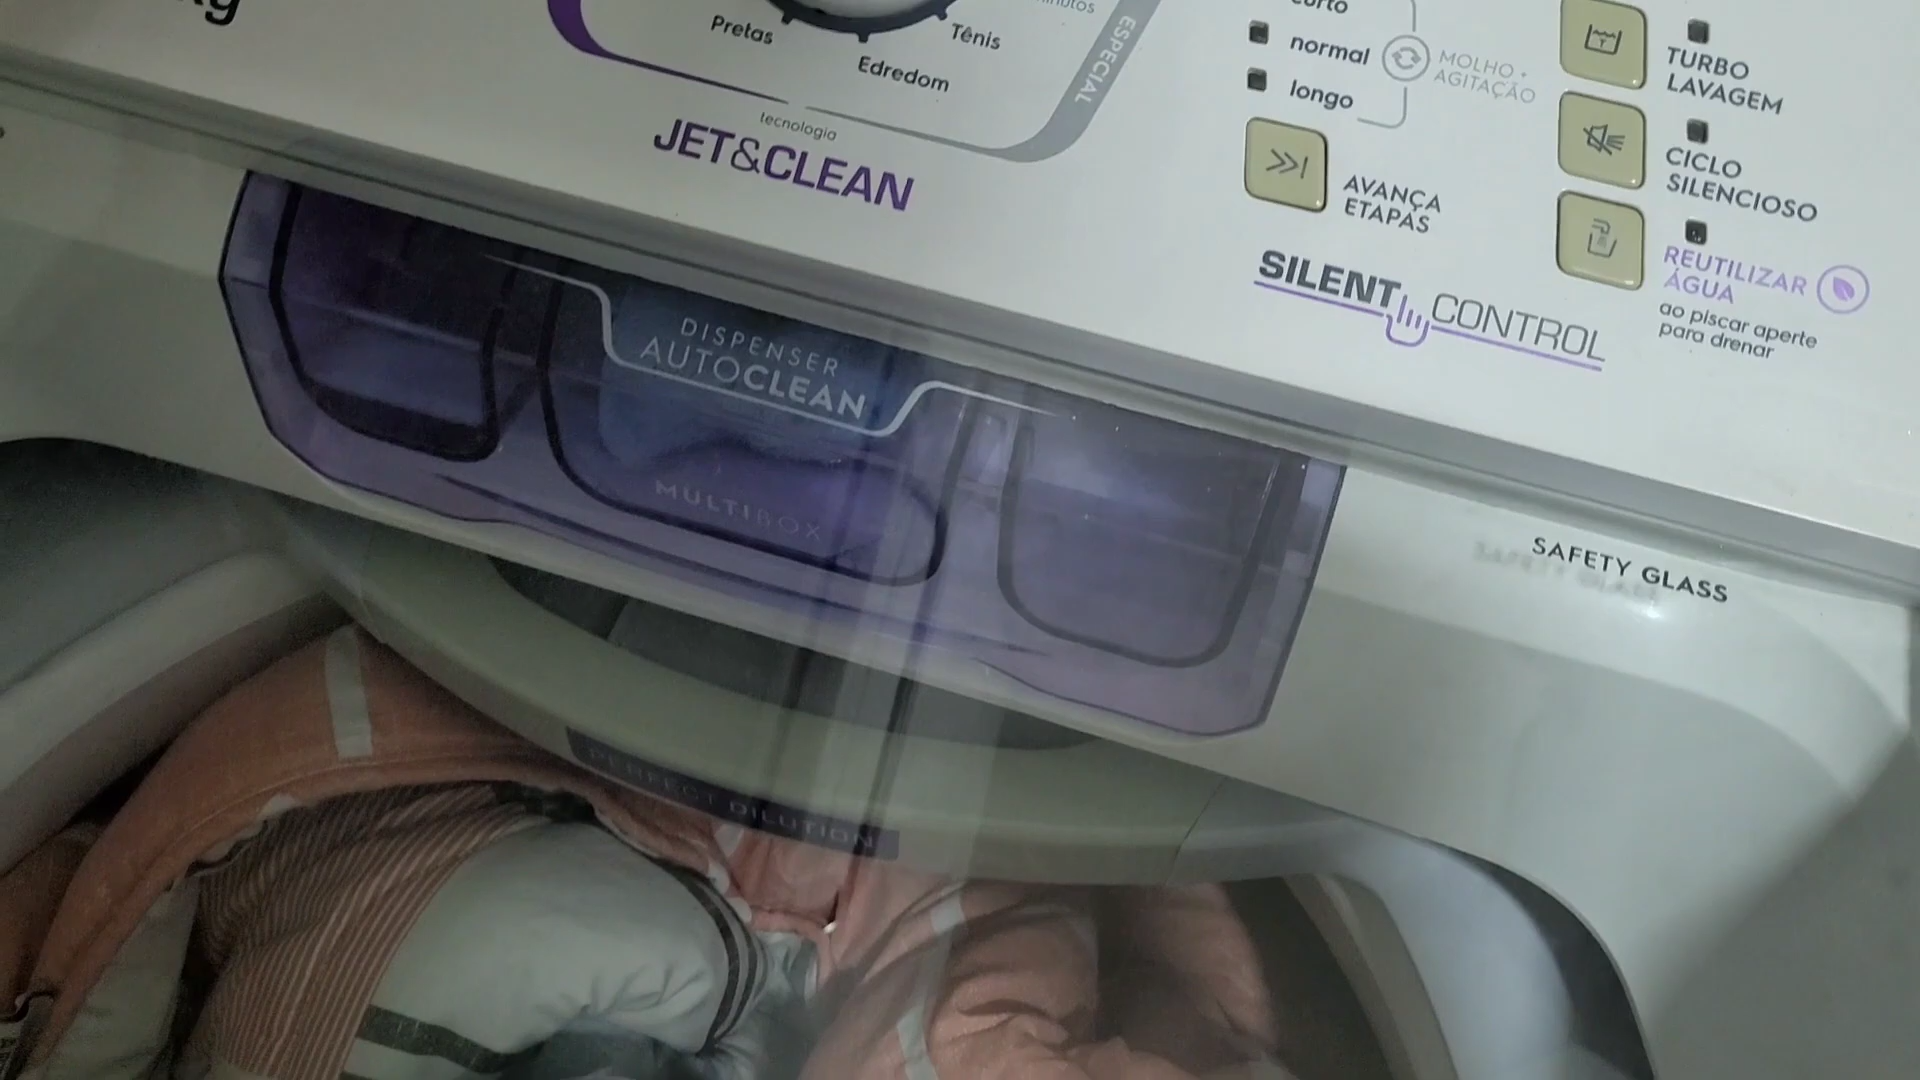 kg
Pretas
Edredom
Tênis
ESPECIAL
tecnologia
JET&CLEAN
normal
longo
MOLHO +
AGITAÇÃO
AVANÇA
ETAPAS
TURBO
LAVAGEM
CICLO
SILENCIOSO
REUTILIZAR
ÁGUA
ao piscar aperte
para drenar
SILENT CONTROL
DISPENSER
AUTOCLEAN
MULTIBOX
SAFETY GLASS
PERFECT DILUTION